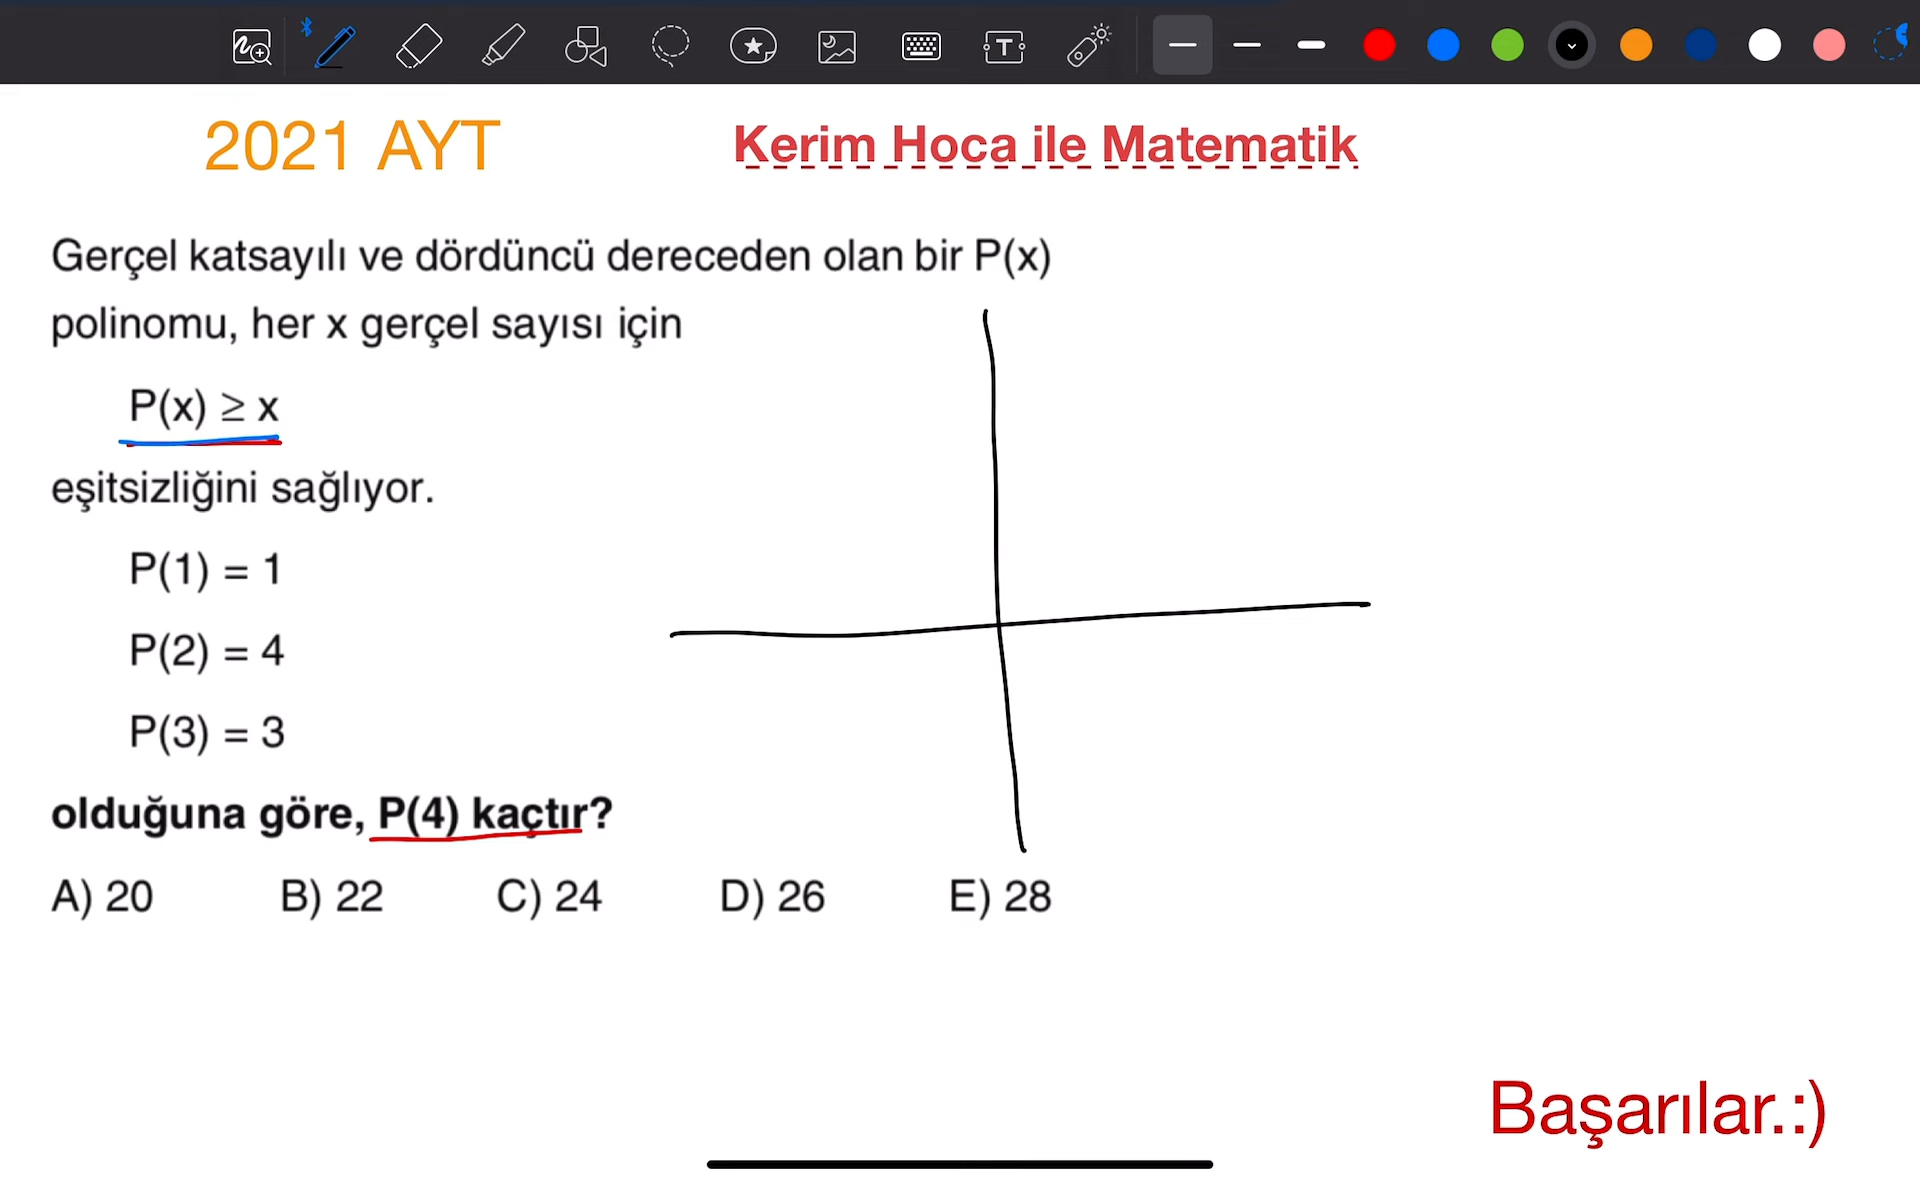 2021 AYT
Kerim Hoca ile Matematik
Gerçel katsayılı ve dördüncü dereceden olan bir P(x)
polinomu, her x gerçel sayısı için
P(x) ≥ x
eşitsizliğini sağlıyor.
P(1) = 1
P(2) = 4
P(3) = 3
olduğuna göre, P(4) kaçtır?
A) 20 B) 22 C) 24 D) 26 E) 28
Başarılar.:)